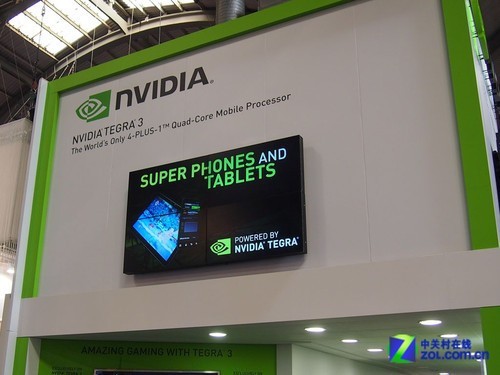 NVIDIA®
NVIDIA® TEGRA® 3
The World's Only 4-PLUS-1™ Quad-Core Mobile Processor
SUPER PHONES AND
TABLETS
POWERED BY
NVIDIA® TEGRA®
AMAZING GAMING WITH TEGRA® 3
中关村在线
zol.com.cn